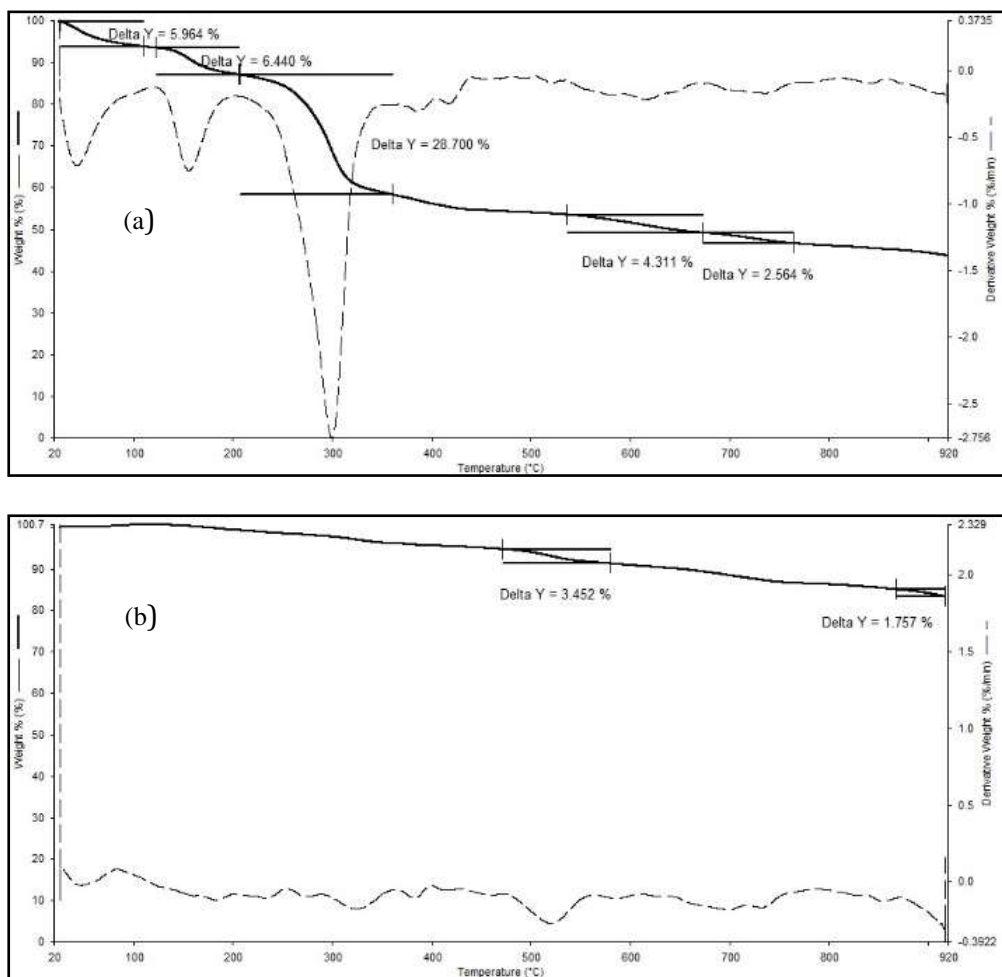 100
90
80
70
60
50
40
30
20
10
0
Weight % (%)
Delta Y = 5.964 %
Delta Y = 6.440 %
Delta Y = 28.700 %
(a)
Delta Y = 4.311 %
Delta Y = 2.564 %
0.3735
0.0
-0.5
-1.0
-1.5
-2.0
-2.5
-2.756
Derivative Weight % (%/min)
20 100 200 300 400 500 600 700 800 920
Temperature (°C)
100.7
90
80
70
60
50
40
30
20
10
0
Weight % (%)
(b)
Delta Y = 3.452 %
Delta Y = 1.757 %
2.329
2.0
1.5
1.0
0.5
0.0
-0.3922
Derivative Weight % (%/min)
20 100 200 300 400 500 600 700 800 920
Temperature (°C)